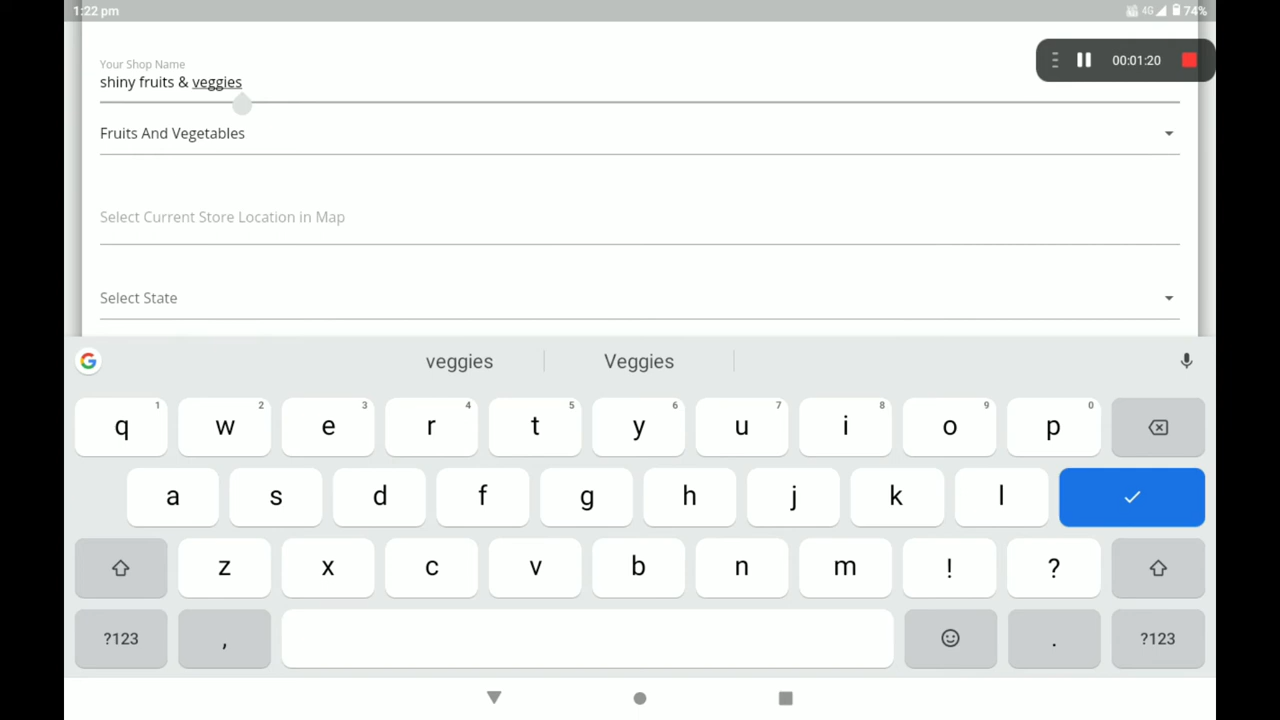 1:22 pm
4G 74%
00:01:20
Your Shop Name
shiny fruits & veggies
Fruits And Vegetables
Select Current Store Location in Map
Select State
G veggies Veggies
q 1 w 2 e 3 r 4 t 5 y 6 u 7 i 8 o 9 p 0
a s d f g h j k l
z x c v b n m ! ?
?123 , . ?123